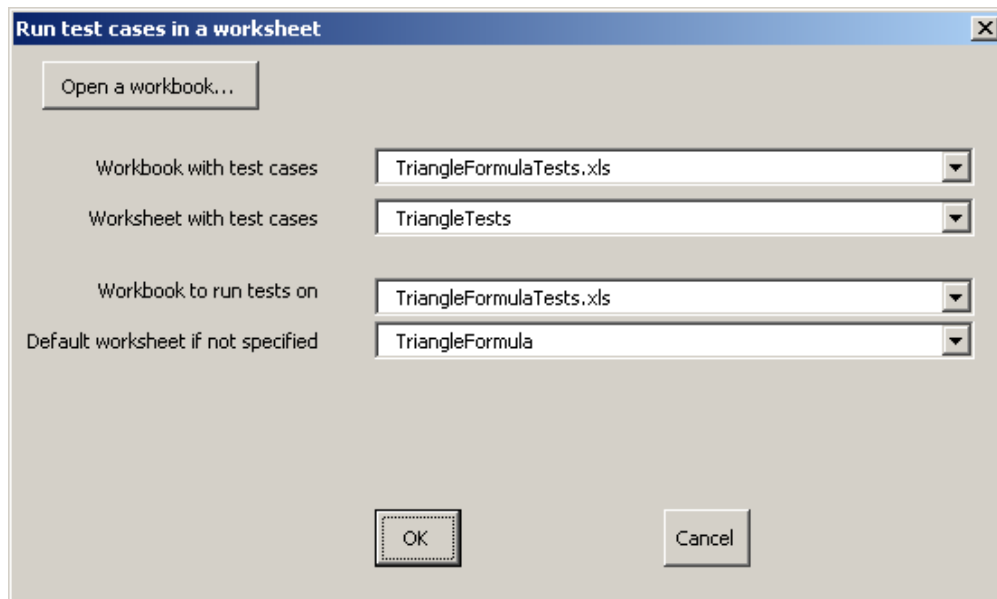 Run test cases in a worksheet
Open a workbook...
Workbook with test cases TriangleFormulaTests.xls
Worksheet with test cases TriangleTests
Workbook to run tests on TriangleFormulaTests.xls
Default worksheet if not specified TriangleFormula
OK Cancel